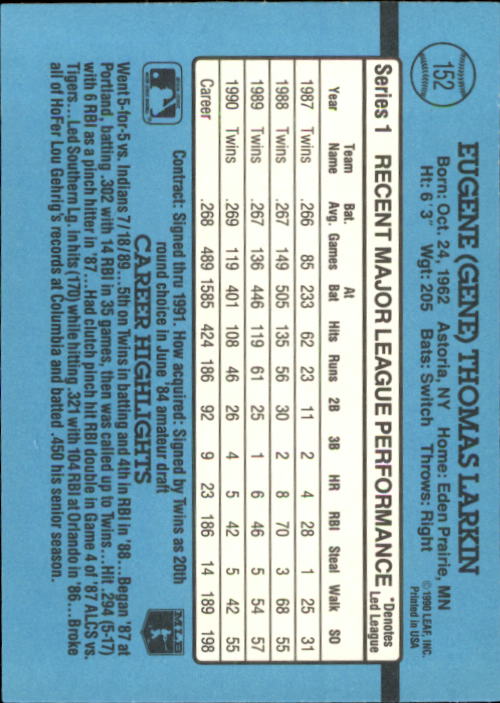 152
EUGENE (GENE) THOMAS LARKIN
Born: Oct. 24, 1962 Astoria, NY Home: Eden Prairie, MN
Ht: 6' 3" Wgt: 205 Bats: Switch Throws: Right
©1990 LEAF, INC.
Printed in USA
Series 1 RECENT MAJOR LEAGUE PERFORMANCE *Denotes Led League
Year Team Name Bat. Avg. Games At Bat Hits Runs 2B 3B HR RBI Steal Walk SO
1987 Twins .266 85 233 62 23 11 2 4 28 1 25 31
1988 Twins .267 149 505 135 56 30 2 8 70 3 68 55
1989 Twins .267 136 446 119 61 25 1 6 46 5 54 57
1990 Twins .269 119 401 108 46 26 4 5 42 5 42 55
Career .268 489 1585 424 186 92 9 23 186 14 189 198
Contract: Signed thru 1991. How acquired: Signed by Twins as 20th
round choice in June '84 amateur draft
CAREER HIGHLIGHTS
MLB
Went 5-for-5 vs. Indians 7/18/89...5th on Twins in batting and 4th in RBI in '88...Began '87 at
Portland, batting .302 with 14 RBI in 35 games, then was called up to Twins...Hit .294 (5-17)
with 6 RBI as a pinch hitter in '87...Had clutch pinch hit RBI double in Game 4 of '87 ALCS vs.
Tigers...Led Southern Lg. in hits (170) while hitting .321 with 104 RBI at Orlando in '86...Broke
all of HoFer Lou Gehrig's records at Columbia and batted .450 his senior season.